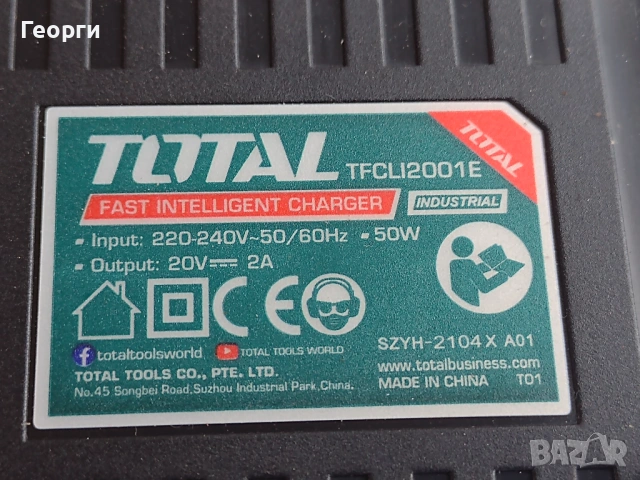 Георги
TOTAL TFCLI2001E
TOTAL
FAST INTELLIGENT CHARGER INDUSTRIAL
▪ Input: 220-240V~50/60Hz ▪ 50W
▪ Output: 20V⎓ 2A
CE
SZYH-2104 X A01
f totaltoolsworld TOTAL TOOLS WORLD
www.totalbusiness.com
TOTAL TOOLS CO., PTE. LTD.
MADE IN CHINA T01
No.45 Songbei Road,Suzhou Industrial Park,China.
BAZAR